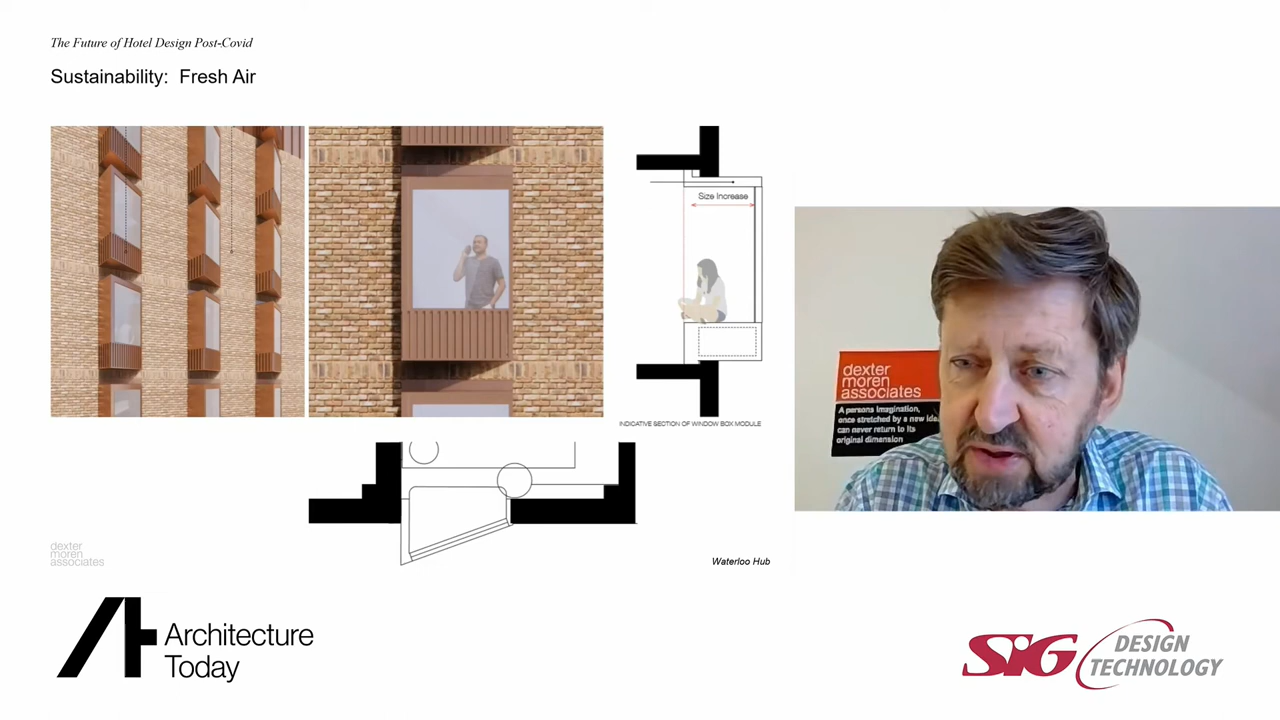 The Future of Hotel Design Post-Covid
Sustainability: Fresh Air
Size Increase
INDICATIVE SECTION OF WINDOW BOX MODULE
dexter
moren
associates
A persons imagination,
once stretched by a new ide
can never return to its
original dimension
dexter
moren
associates
Waterloo Hub
Architecture
Today
SIG
DESIGN
TECHNOLOGY